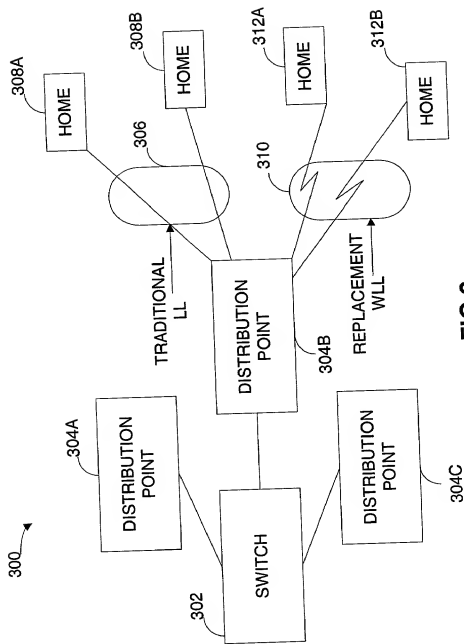 300
304A
DISTRIBUTION
POINT
302
SWITCH
DISTRIBUTION
POINT
304C
DISTRIBUTION
POINT
304B
TRADITIONAL
LL
306
REPLACEMENT
WLL
310
308A
HOME
308B
HOME
312A
HOME
312B
HOME
FIG